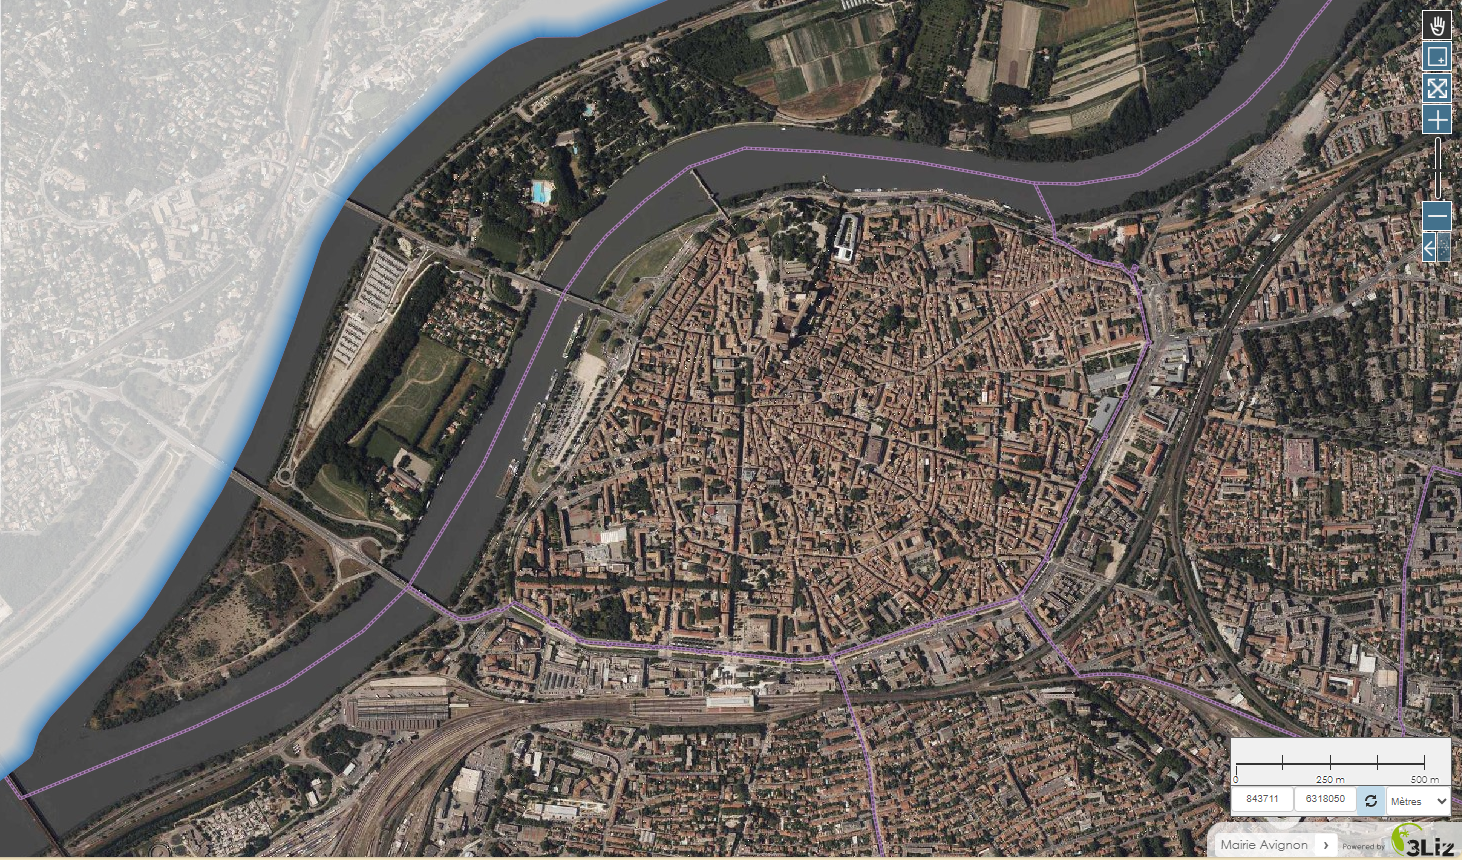 0 250 m 500 m
843711 6318050 Mètres
Mairie Avignon › Powered by 3Liz